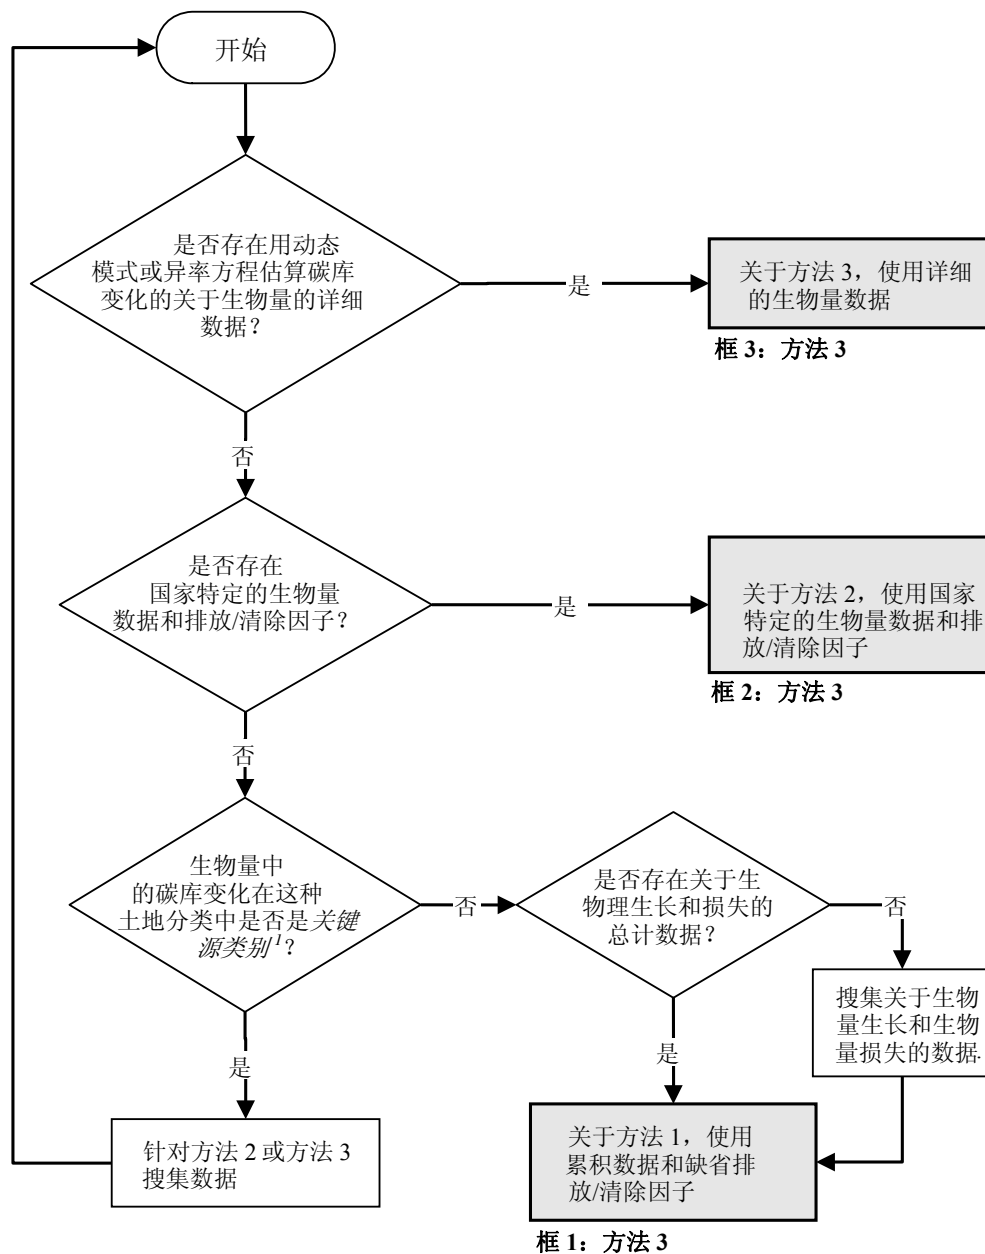 开始
是否存在用动态
模式或异率方程估算碳库
变化的关于生物量的详细
数据？
是
关于方法 3，使用详细
的生物量数据
框 3：方法 3
否
是否存在
国家特定的生物量
数据和排放/清除因子？
是
关于方法 2，使用国家
特定的生物量数据和排
放/清除因子
框 2：方法 3
否
生物量中
的碳库变化在这种
土地分类中是否是关键
源类别1？
否
是否存在关于生
物理生长和损失的
总计数据？
否
搜集关于生物
量生长和生物
量损失的数据.
是
是
针对方法 2 或方法 3
搜集数据
关于方法 1，使用
累积数据和缺省排
放/清除因子
框 1：方法 3